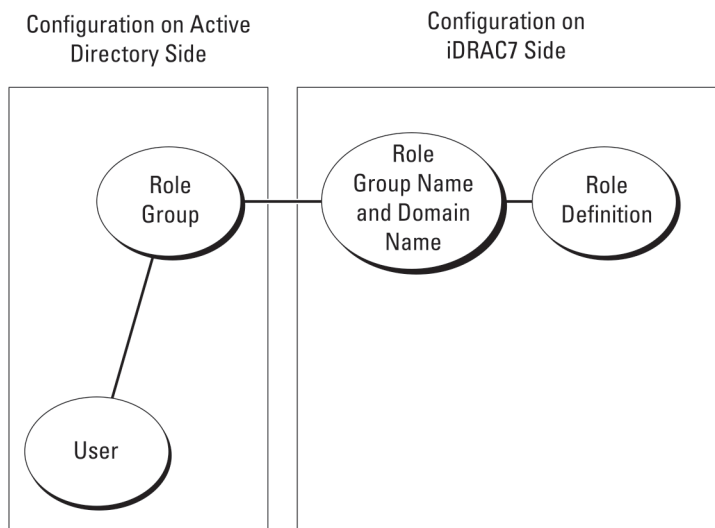 Configuration on Active
Directory Side
Configuration on
iDRAC7 Side
Role
Group
Role
Group Name
and Domain
Name
Role
Definition
User